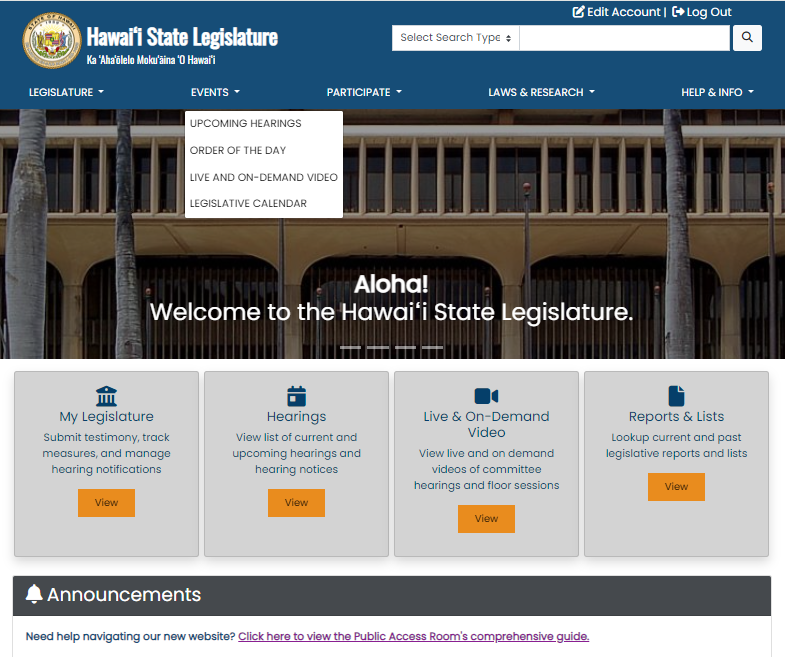 Edit Account | Log Out
Hawaiʻi State Legislature
Ka ʻAhaʻōlelo Mokuʻāina ʻO Hawaiʻi
Select Search Type
LEGISLATURE
EVENTS
PARTICIPATE
LAWS & RESEARCH
HELP & INFO
UPCOMING HEARINGS
ORDER OF THE DAY
LIVE AND ON-DEMAND VIDEO
LEGISLATIVE CALENDAR
Aloha!
Welcome to the Hawaiʻi State Legislature.
My Legislature
Submit testimony, track
measures, and manage
hearing notifications
View
Hearings
View list of current and
upcoming hearings and
hearing notices
View
Live & On-Demand
Video
View live and on demand
videos of committee
hearings and floor sessions
View
Reports & Lists
Lookup current and past
legislative reports and lists
View
Announcements
Need help navigating our new website? Click here to view the Public Access Room's comprehensive guide.